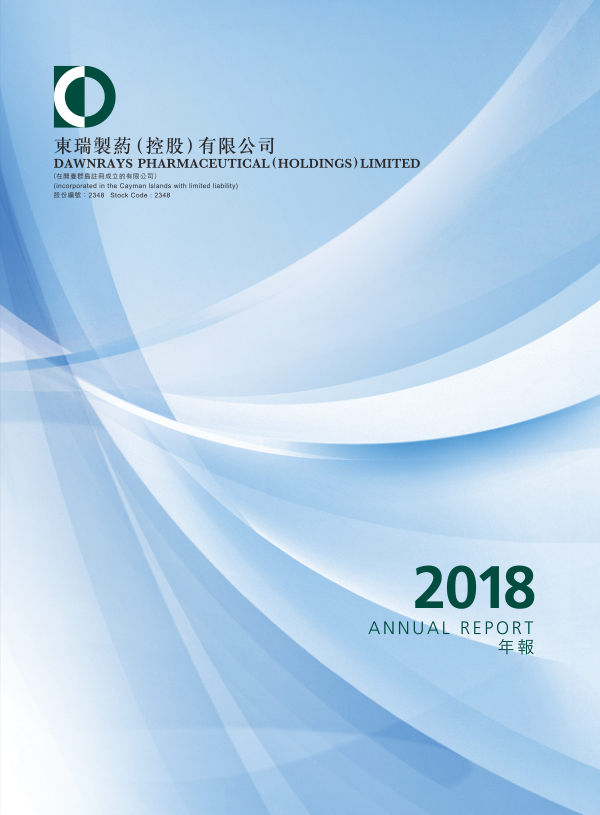 東瑞製葯（控股）有限公司
DAWNRAYS PHARMACEUTICAL (HOLDINGS) LIMITED
(在開曼群島註冊成立的有限公司)
(incorporated in the Cayman Islands with limited liability)
股份編號：2348 Stock Code : 2348
2018
ANNUAL REPORT
年報